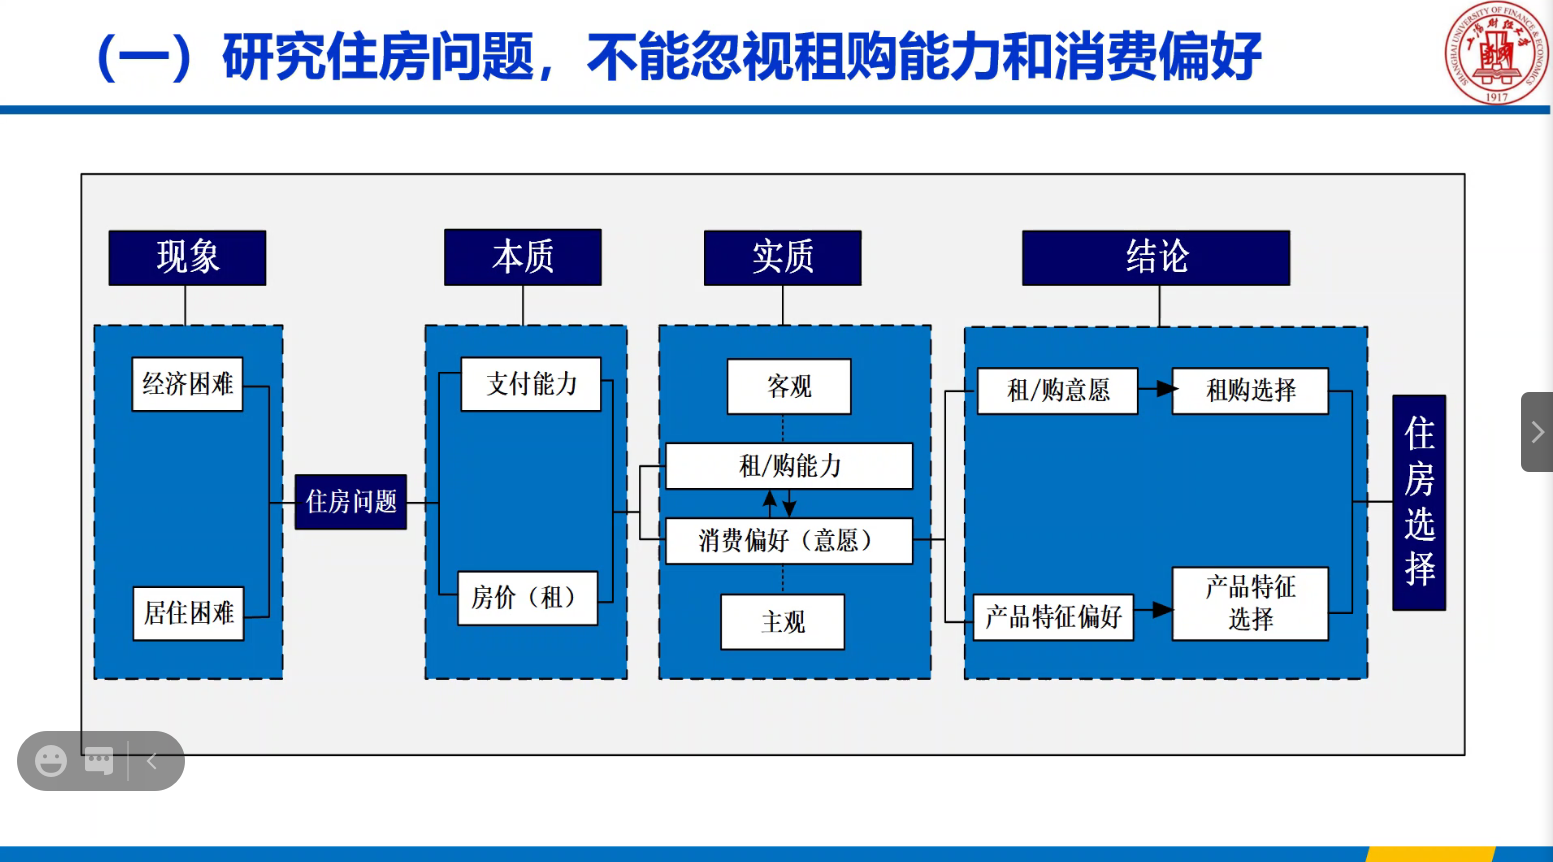 （一）研究住房问题，不能忽视租购能力和消费偏好
SHANGHAI UNIVERSITY OF FINANCE & ECONOMICS
上海财经大学
1917
现象
本质
实质
结论
经济困难
居住困难
住房问题
支付能力
房价（租）
客观
租/购能力
消费偏好（意愿）
主观
租/购意愿
租购选择
产品特征偏好
产品特征
选择
住房选择